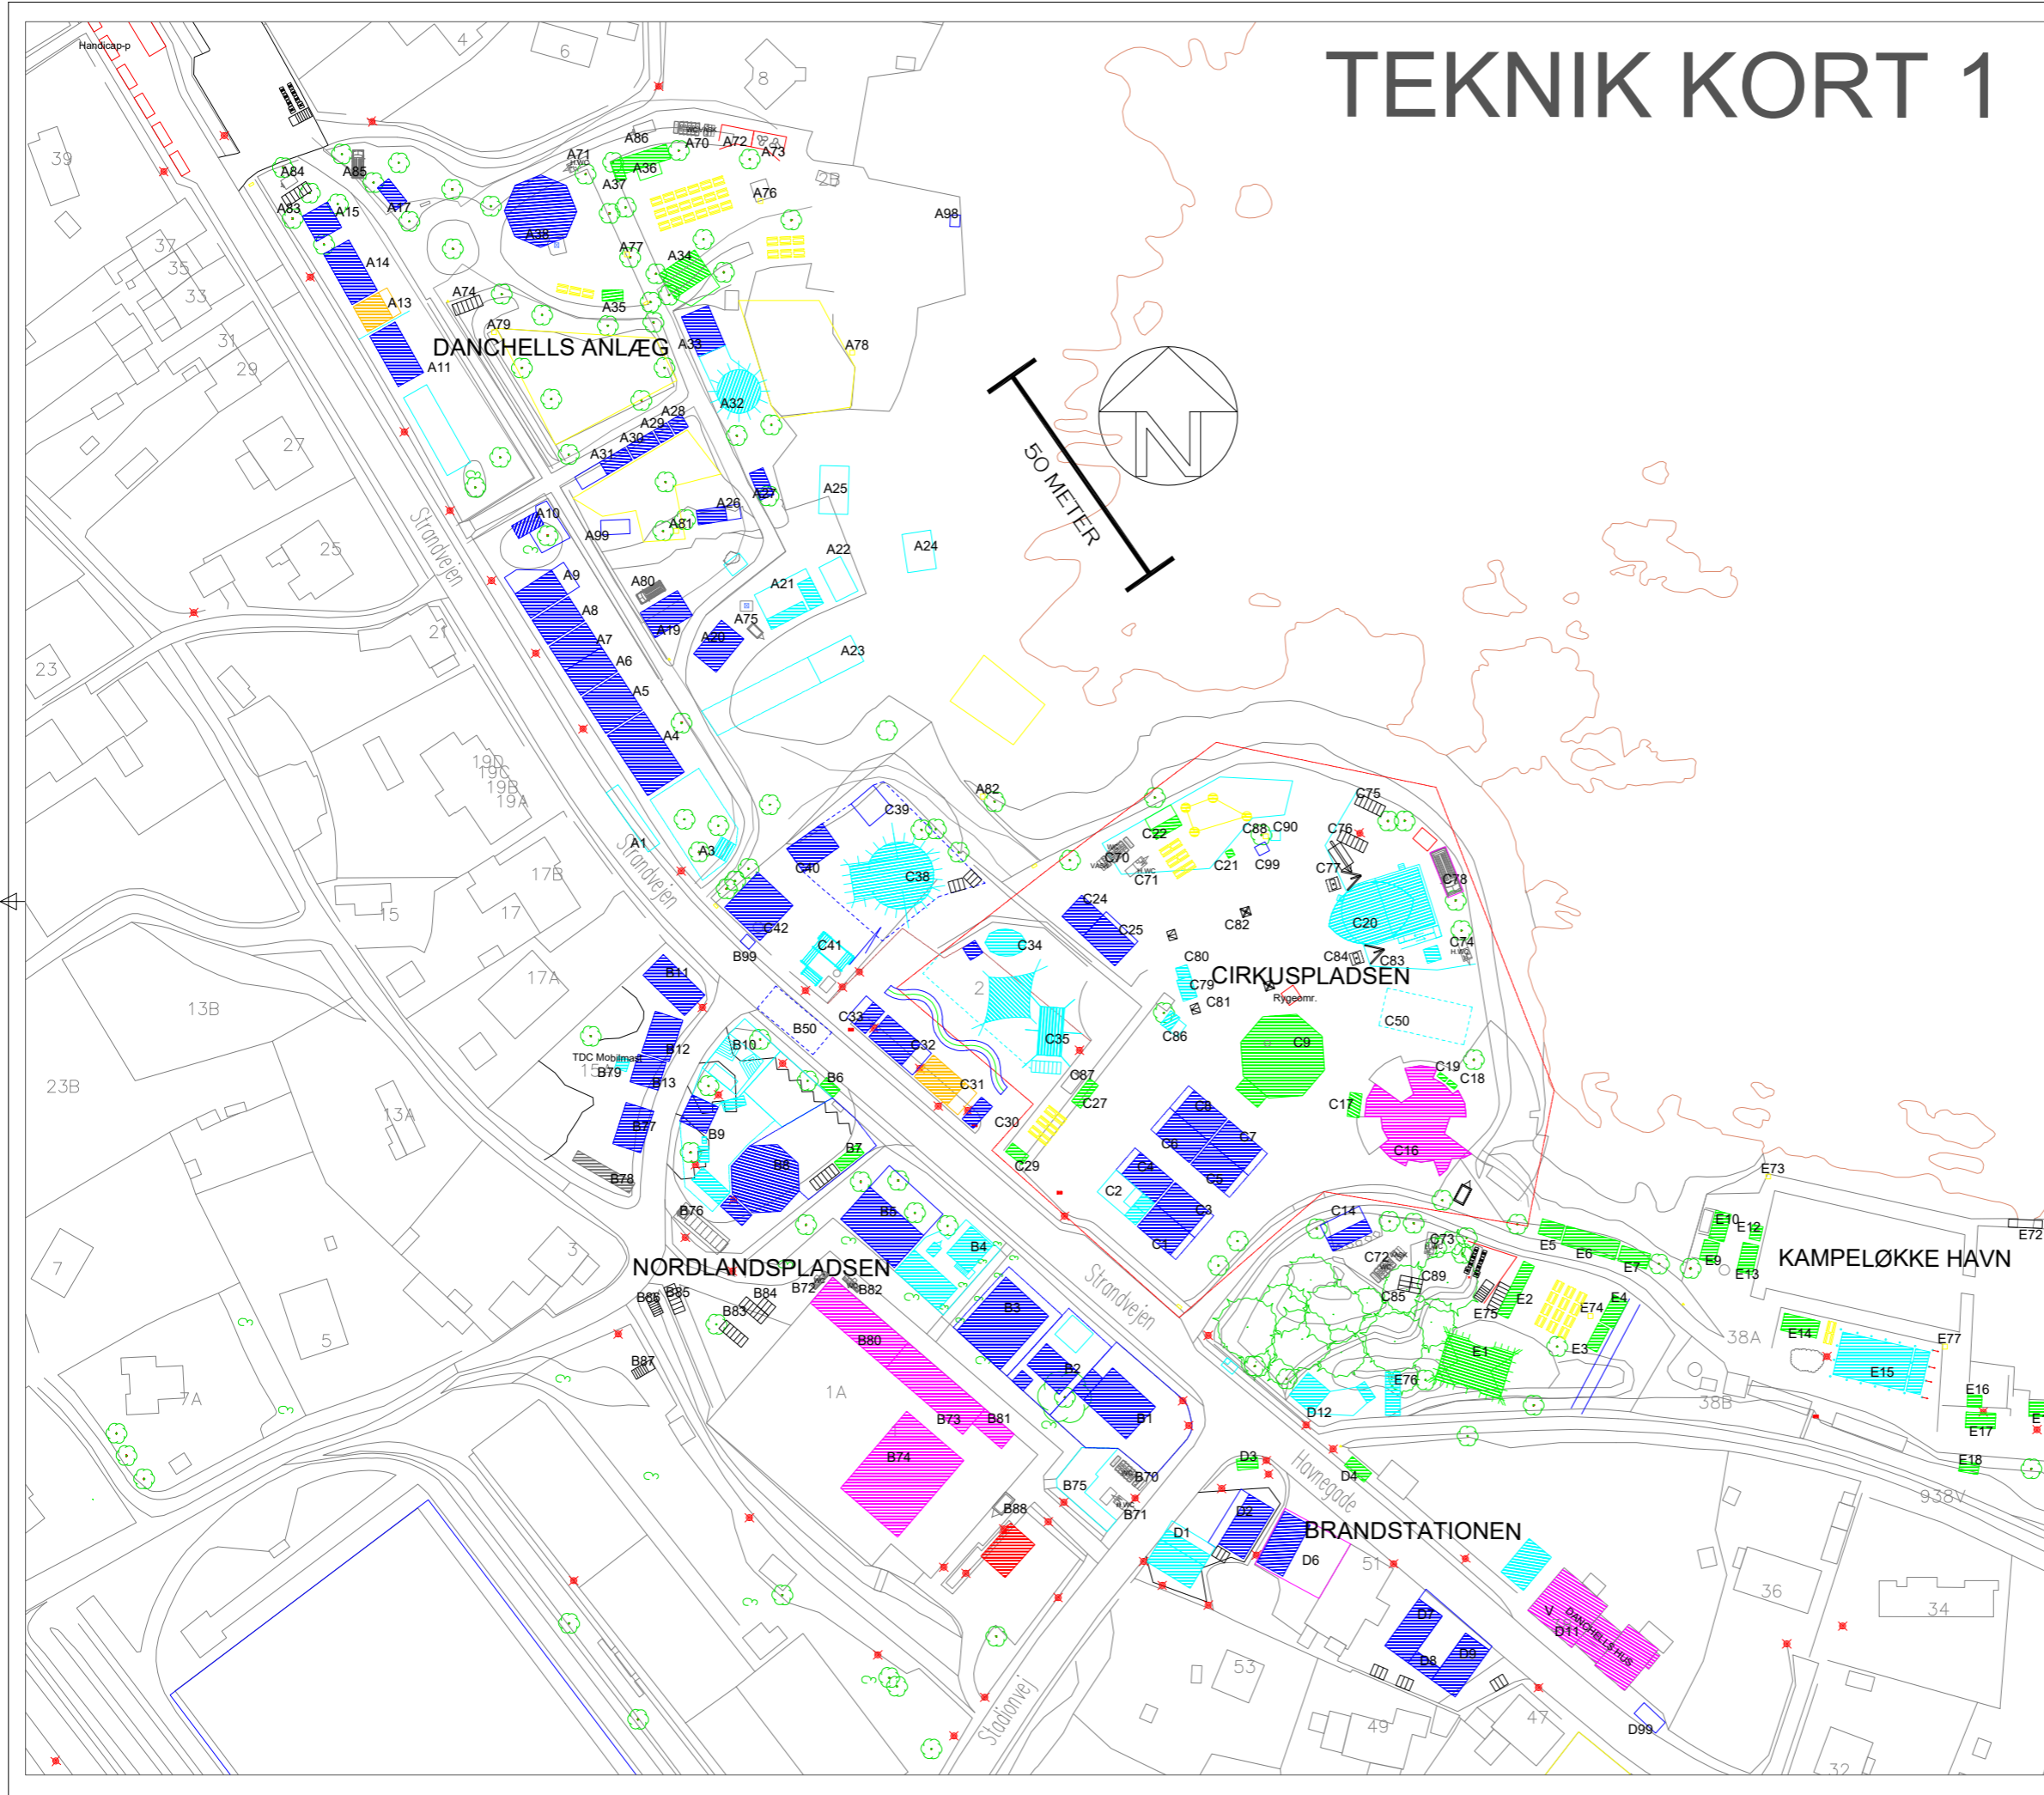 TEKNIK KORT 1
Handicap-p
4
6
8
39
A84
A85
A83
A15
A17
A71
H.WC
A86
A70
A72
A73
A37
A36
A76
2B
A98
37
35
33
A14
A38
A77
A34
A13
A74
A35
31
29
A79
DANCHELLS ANLÆG
A33
A78
A11
A32
50 METER
N
27
A28
A29
A30
A31
A27
A25
A26
A10
A99
A81
Strandvejen
25
A22
A24
A9
A80
A21
A8
A75
21
A7
A19
A20
A6
A23
23
A5
A4
19D
19C
19B
19A
A82
C39
C75
A1
A3
Strandvejen
C76
C22
C88
C90
C70
C71
H.WC
C21
C99
C77
C78
17B
C40
C38
15
17
C42
C24
C25
C82
C20
B99
C41
C34
C80
C84
C83
C74
H.WC
CIRKUSPLADSEN
17A
B11
2
C79
C81
Rygeomr.
13B
B50
C33
C50
C86
B12
B10
C32
C35
C9
TDC Mobilmast
B79
B13
B6
C31
C87
C19
C18
23B
13A
C27
C17
B77
B9
C30
C8
C7
C6
C16
B7
C29
C4
C5
B8
B78
C2
C3
E73
B76
B5
C1
C14
E10
E12
E72
3
B4
C73
C72
E5
E6
E7
E9
E13
KAMPELØKKE HAVN
7
NORDLANDSPLADSEN
Strandvejen
C89
B72
B82
C85
B86
B85
B84
B83
B3
E75
E2
E74
E4
5
B80
E14
38A
E77
E3
E1
B87
B2
E15
7A
1A
E76
E16
38B
B73
B81
B1
D12
E17
B74
D3
Havnegade
D4
E18
B70
B75
H.WC
B71
B88
938V
D2
D1
BRANDSTATIONEN
D6
51
36
34
D7
V
DANCHELLS HUS
D11
D8
D9
53
Stadionvej
49
47
D99
32